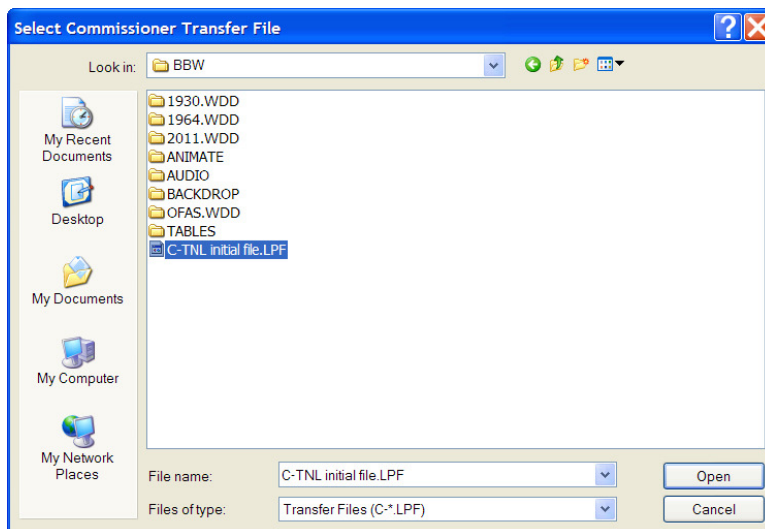 Select Commissioner Transfer File
Look in: BBW
1930.WDD
1964.WDD
2011.WDD
ANIMATE
AUDIO
BACKDROP
OFAS.WDD
TABLES
C-TNL initial file.LPF
My Recent
Documents
Desktop
My Documents
My Computer
My Network
Places
File name: C-TNL initial file.LPF Open
Files of type: Transfer Files (C-*.LPF) Cancel